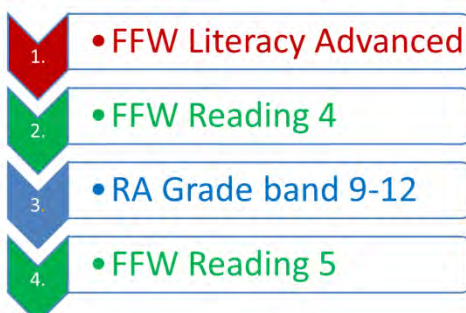 1. • FFW Literacy Advanced
2. • FFW Reading 4
3. • RA Grade band 9-12
4. • FFW Reading 5